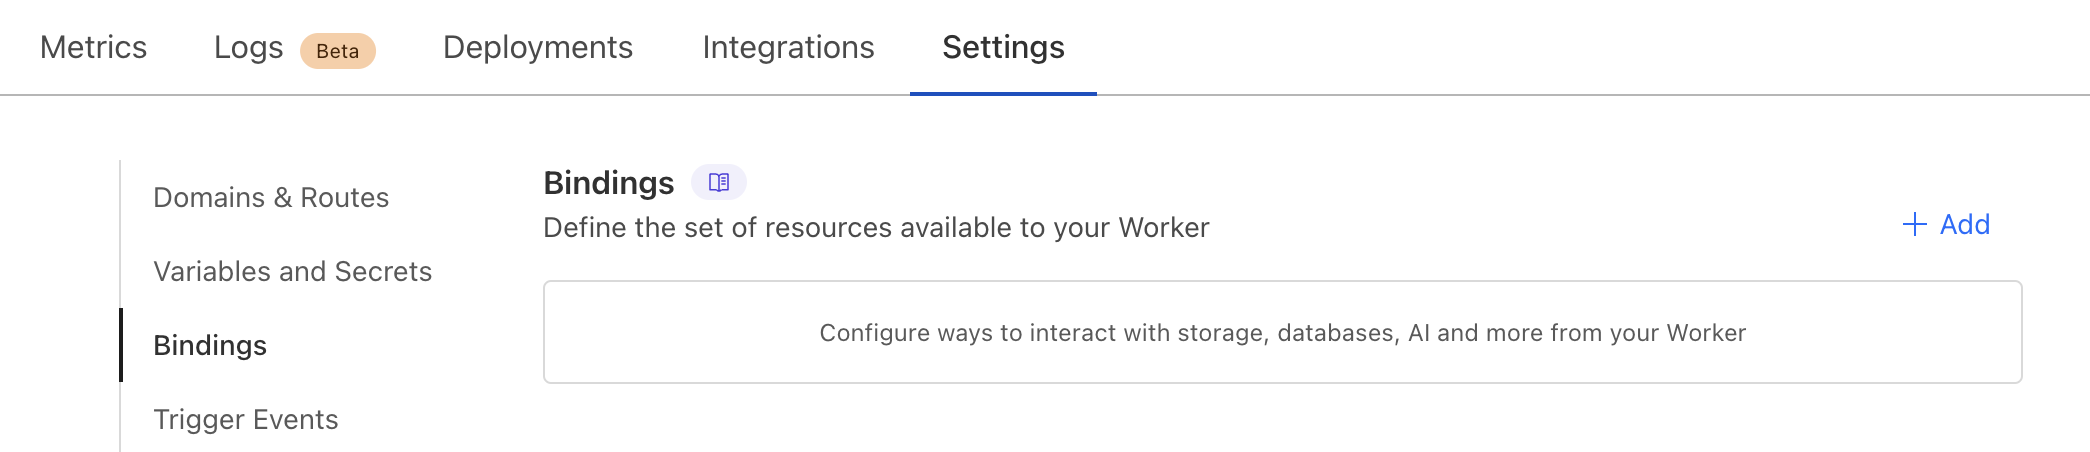 Metrics Logs Beta Deployments Integrations Settings
Domains & Routes
Variables and Secrets
Bindings
Trigger Events
Bindings
Define the set of resources available to your Worker
+ Add
Configure ways to interact with storage, databases, AI and more from your Worker